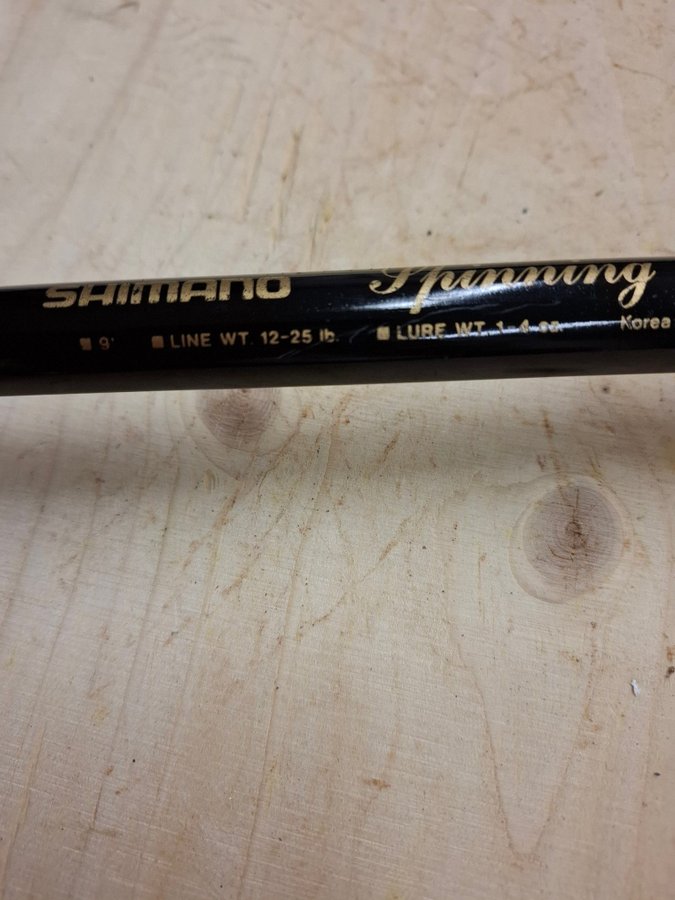 SHIMANO Spinning
9' LINE WT. 12-25 lb. LURE WT. 1-4 oz. Korea